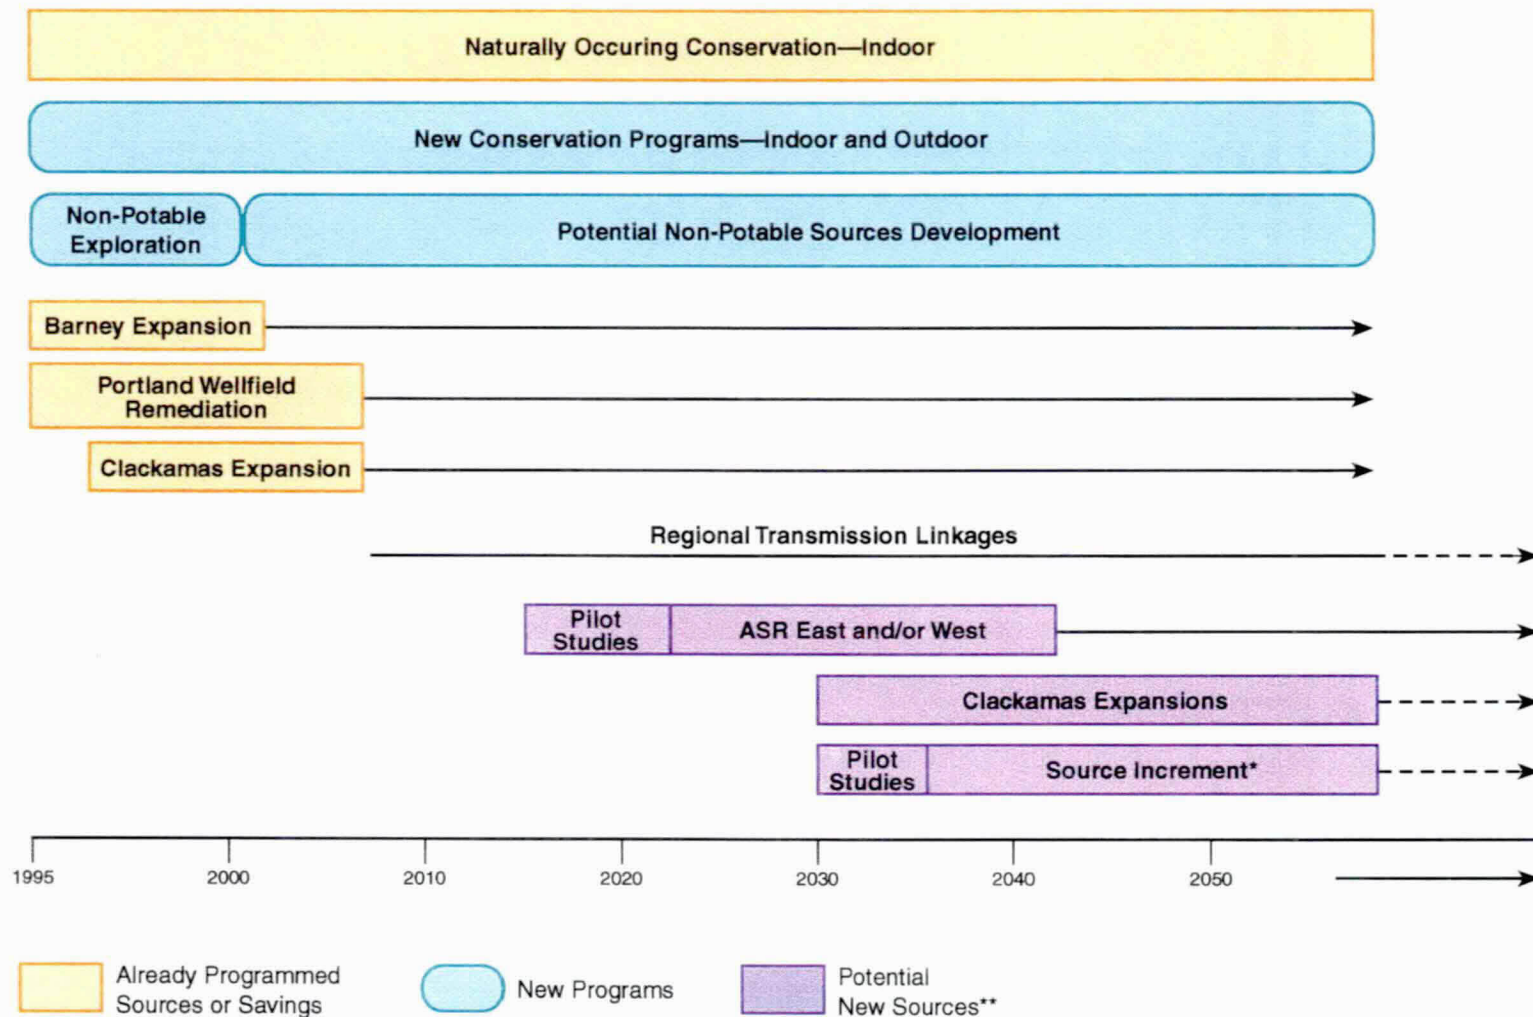 Naturally Occuring Conservation—Indoor
New Conservation Programs—Indoor and Outdoor
Non-Potable
Exploration
Potential Non-Potable Sources Development
Barney Expansion
Portland Wellfield
Remediation
Clackamas Expansion
Regional Transmission Linkages
Pilot
Studies
ASR East and/or West
Clackamas Expansions
Pilot
Studies
Source Increment*
1995 2000 2010 2020 2030 2040 2050
Already Programmed
Sources or Savings
New Programs
Potential
New Sources**